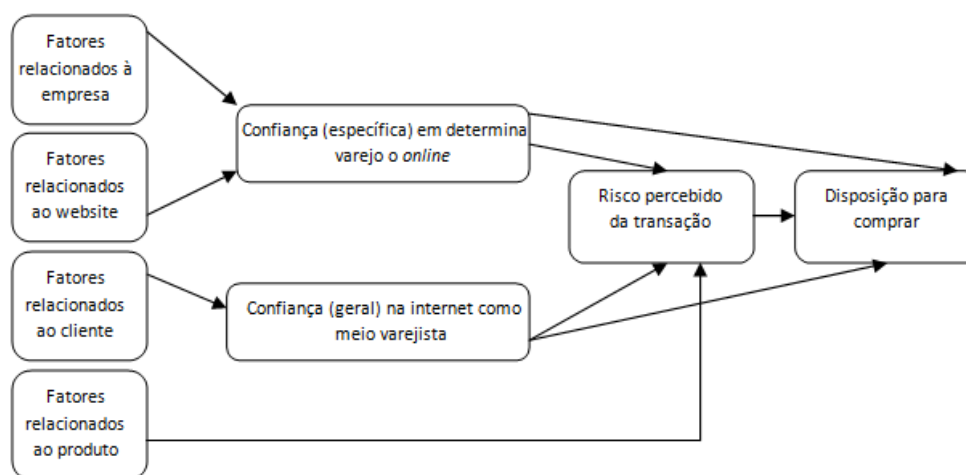 Fatores
relacionados à
empresa
Fatores
relacionados
ao website
Fatores
relacionados
ao cliente
Fatores
relacionados
ao produto
Confiança (específica) em determina
varejo o online
Confiança (geral) na internet como
meio varejista
Risco percebido
da transação
Disposição para
comprar